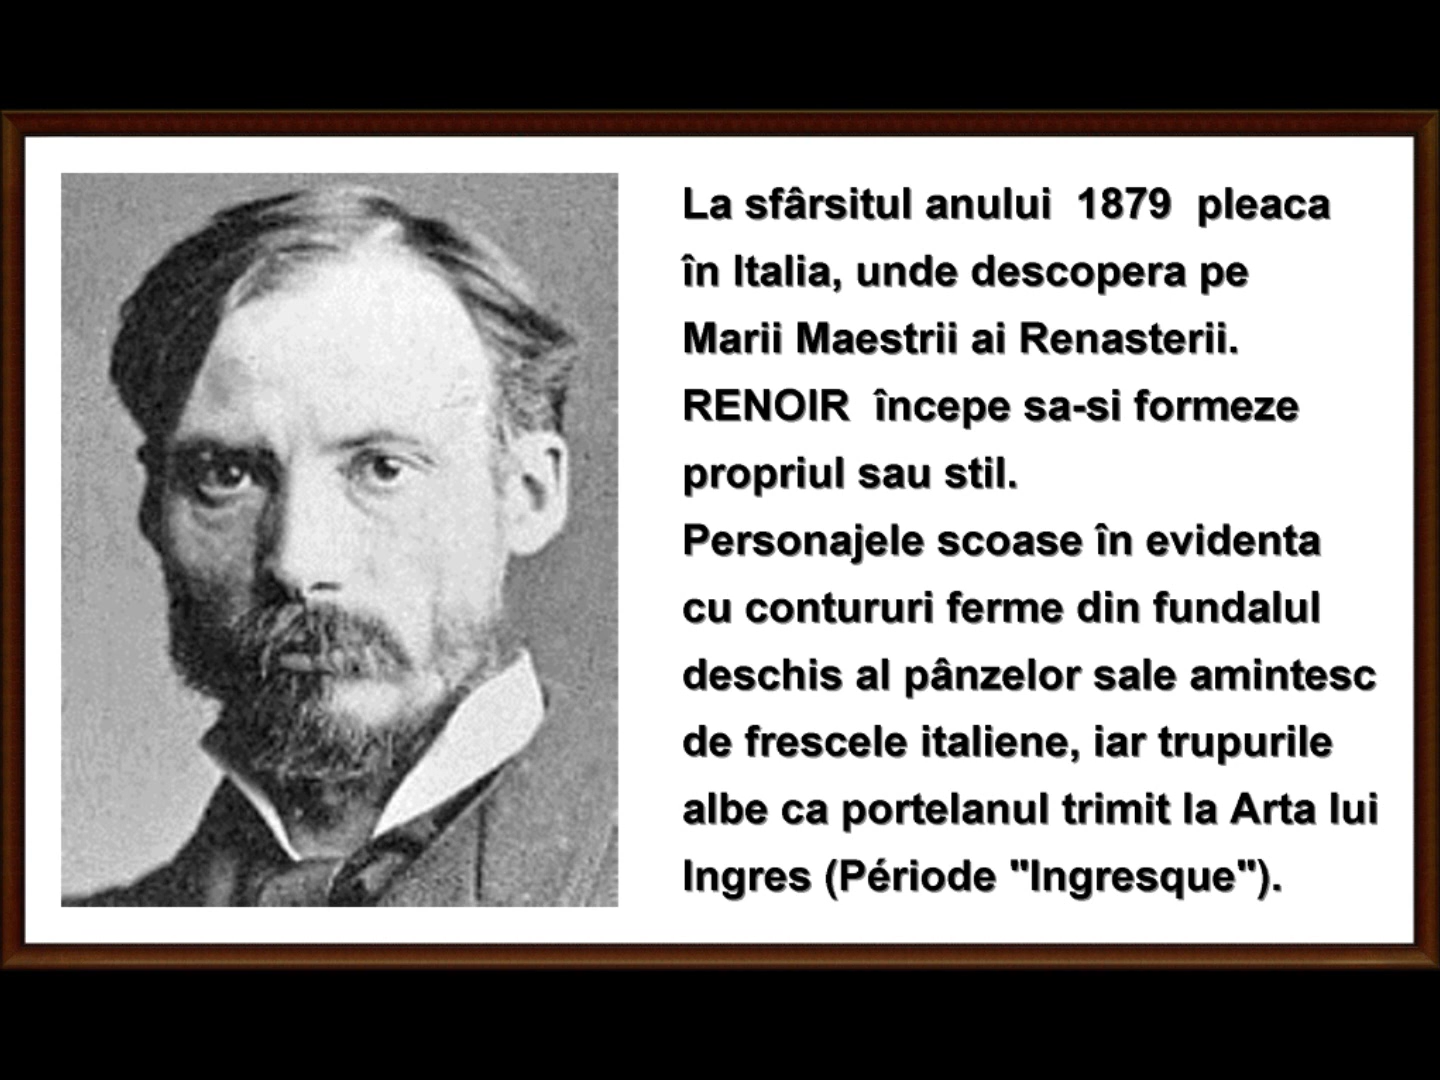 La sfârsitul anului 1879 pleaca
în Italia, unde descopera pe
Marii Maestrii ai Renasterii.
RENOIR începe sa-si formeze
propriul sau stil.
Personajele scoase în evidenta
cu contururi ferme din fundalul
deschis al pânzelor sale amintesc
de frescele italiene, iar trupurile
albe ca portelanul trimit la Arta lui
Ingres (Période "Ingresque").